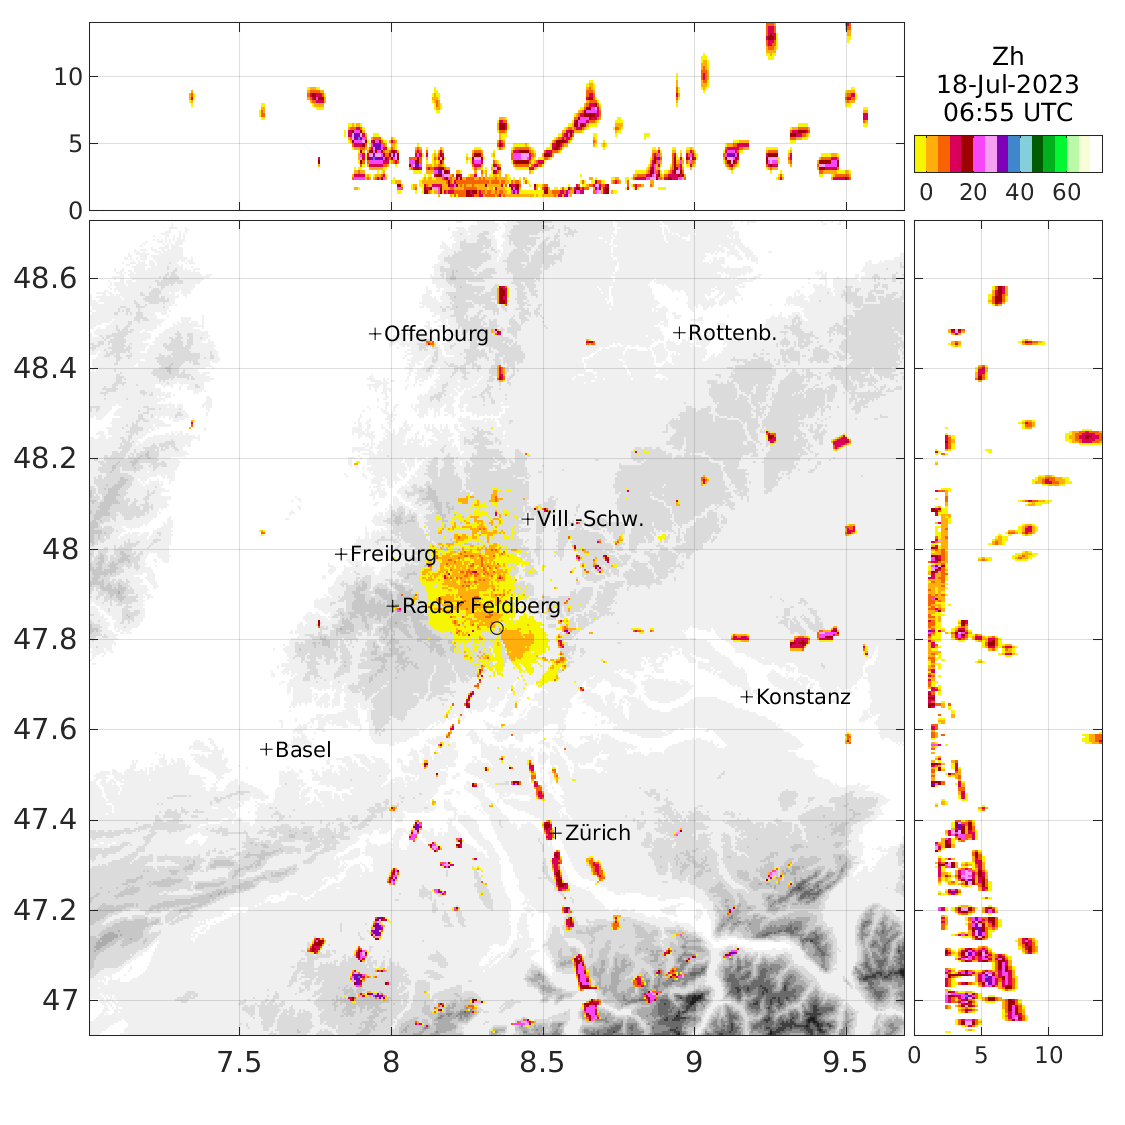 Zh
18-Jul-2023
06:55 UTC
0 20 40 60
10
5
0
48.6
48.4
48.2
48
47.8
47.6
47.4
47.2
47
+Offenburg
+Rottenb.
+Vill.-Schw.
+Freiburg
+Radar Feldberg
+Konstanz
+Basel
+Zürich
7.5 8 8.5 9 9.5
0 5 10